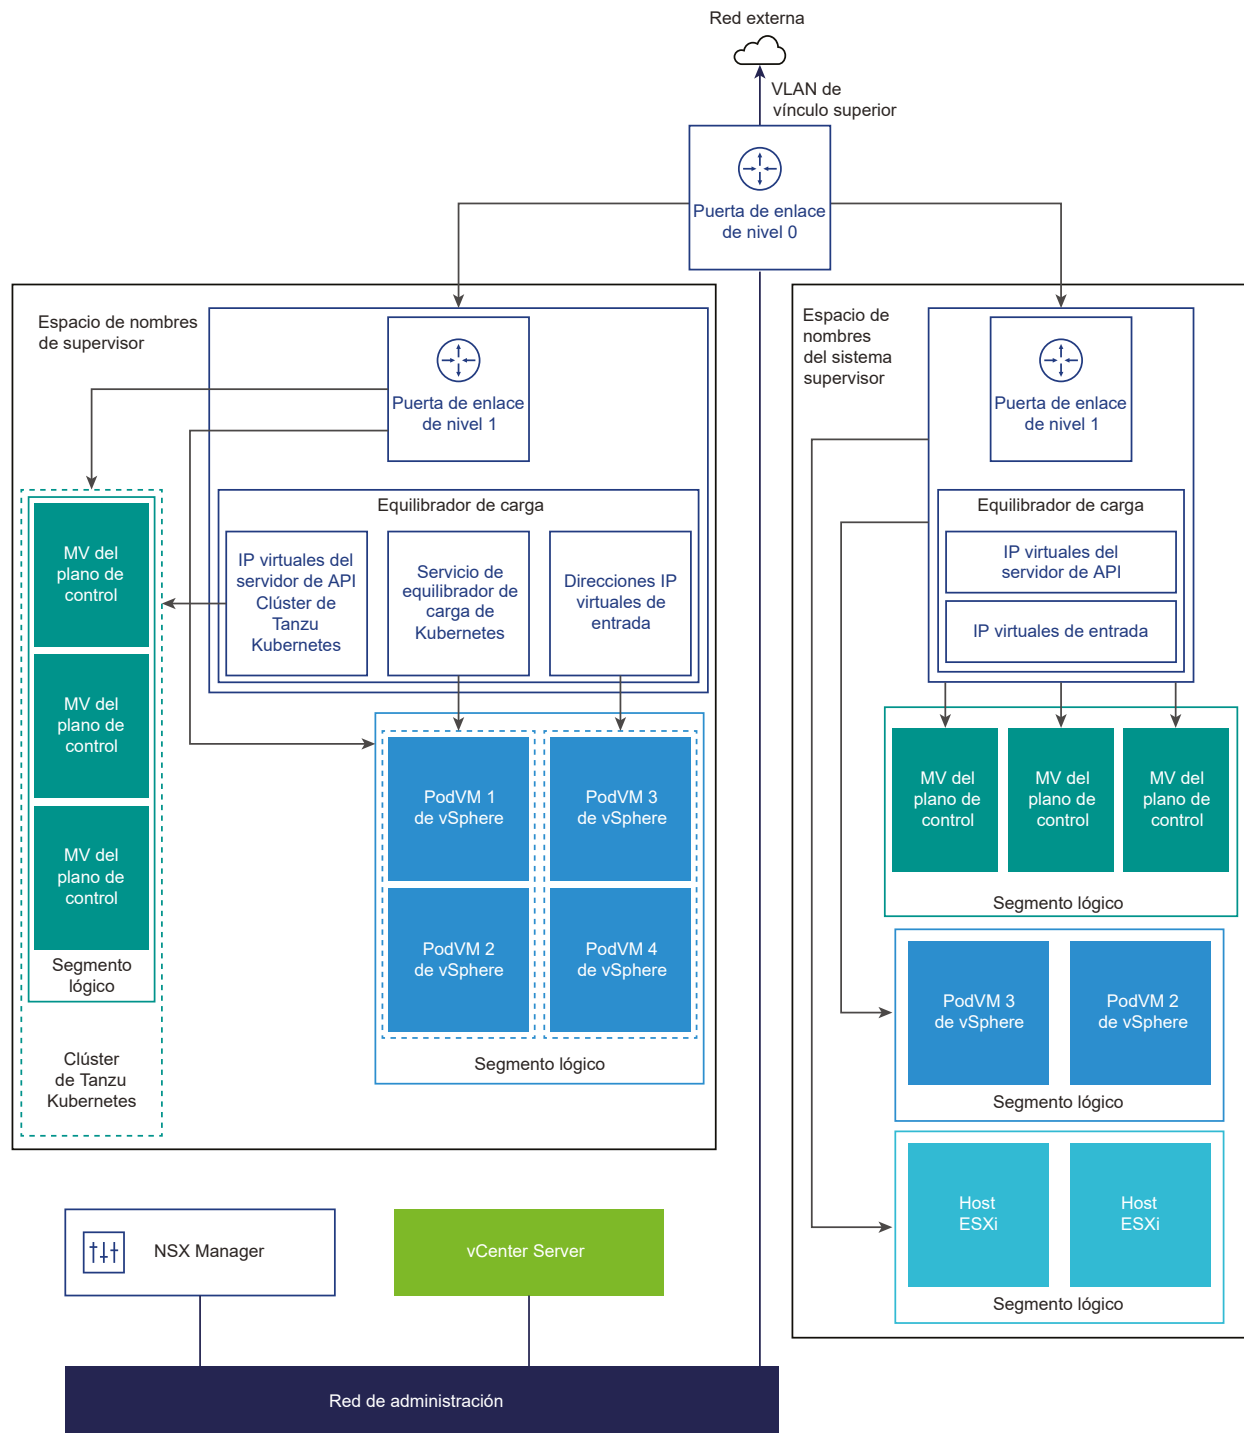 Red externa
VLAN de
vínculo superior
Puerta de enlace
de nivel 0
Espacio de nombres
de supervisor
Puerta de enlace
de nivel 1
Equilibrador de carga
IP virtuales del
servidor de API
Clúster de
Tanzu
Kubernetes
Servicio de
equilibrador de
carga de
Kubernetes
Direcciones IP
virtuales de
entrada
MV del
plano de
control
MV del
plano de
control
MV del
plano de
control
Segmento
lógico
Clúster
de Tanzu
Kubernetes
PodVM 1
de vSphere
PodVM 3
de vSphere
PodVM 2
de vSphere
PodVM 4
de vSphere
Segmento lógico
Espacio de
nombres
del sistema
supervisor
Puerta de enlace
de nivel 1
Equilibrador de carga
IP virtuales del
servidor de API
IP virtuales de entrada
MV del
plano de
control
MV del
plano de
control
MV del
plano de
control
Segmento lógico
PodVM 3
de vSphere
PodVM 2
de vSphere
Segmento lógico
Host
ESXi
Host
ESXi
Segmento lógico
NSX Manager
vCenter Server
Red de administración